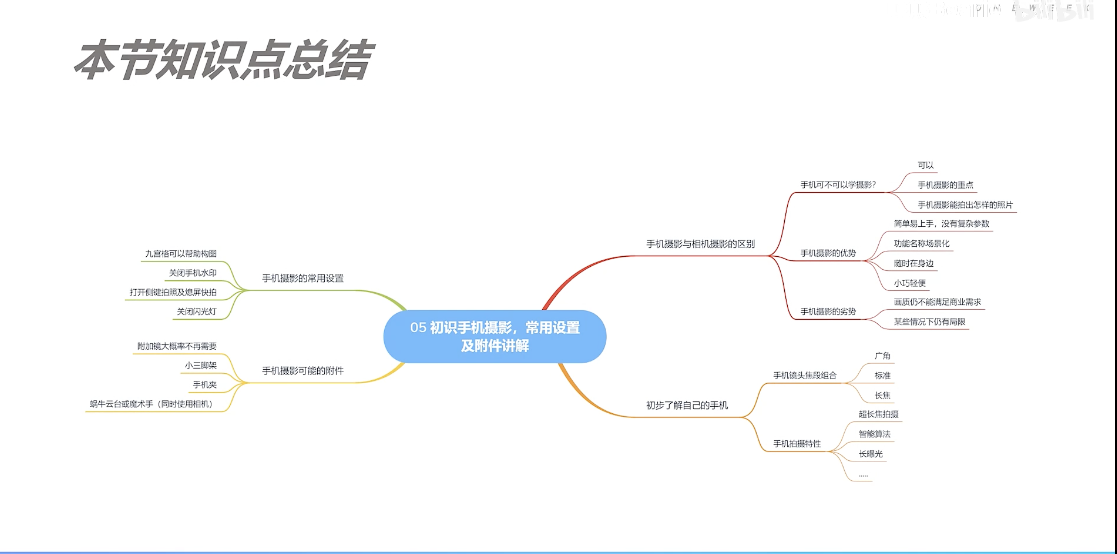 bilibili
本节知识点总结
05 初识手机摄影，常用设置
及附件讲解
手机摄影与相机摄影的区别
手机可不可以学摄影？
可以
手机摄影的重点
手机摄影能拍出怎样的照片
手机摄影的优势
简单易上手，没有复杂参数
功能名称场景化
随时在身边
小巧轻便
手机摄影的劣势
画质仍不能满足商业需求
某些情况下仍有局限
初步了解自己的手机
手机镜头焦段组合
广角
标准
长焦
手机拍摄特性
超长焦拍摄
智能算法
长曝光
......
手机摄影的常用设置
九宫格可以帮助构图
关闭手机水印
打开侧键拍照及熄屏快拍
关闭闪光灯
手机摄影可能的附件
附加镜大概率不再需要
小三脚架
手机夹
蜗牛云台或魔术手（同时使用相机）